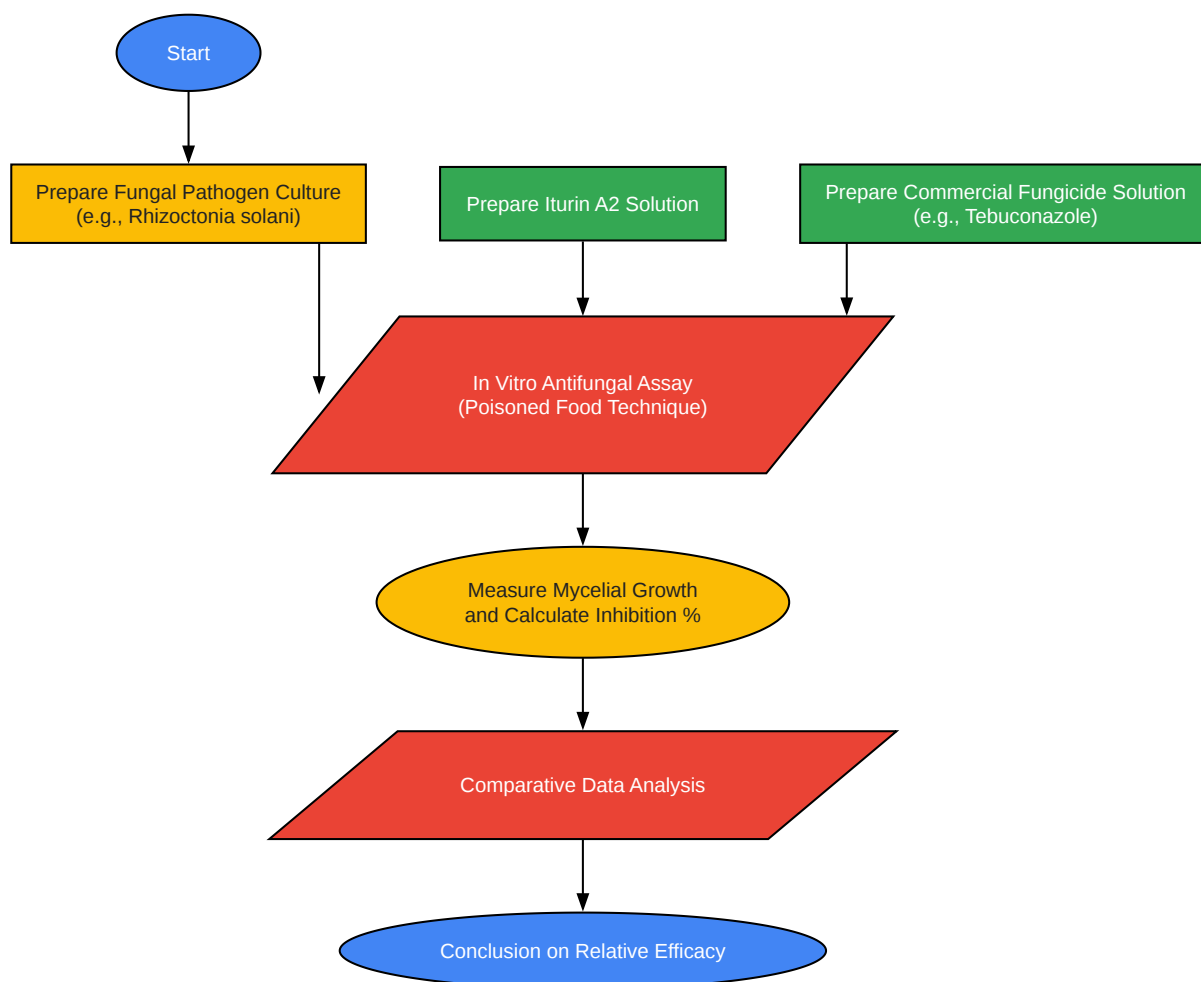 Start
Prepare Fungal Pathogen Culture
(e.g., Rhizoctonia solani)
Prepare Iturin A2 Solution
Prepare Commercial Fungicide Solution
(e.g., Tebuconazole)
In Vitro Antifungal Assay
(Poisoned Food Technique)
Measure Mycelial Growth
and Calculate Inhibition %
Comparative Data Analysis
Conclusion on Relative Efficacy